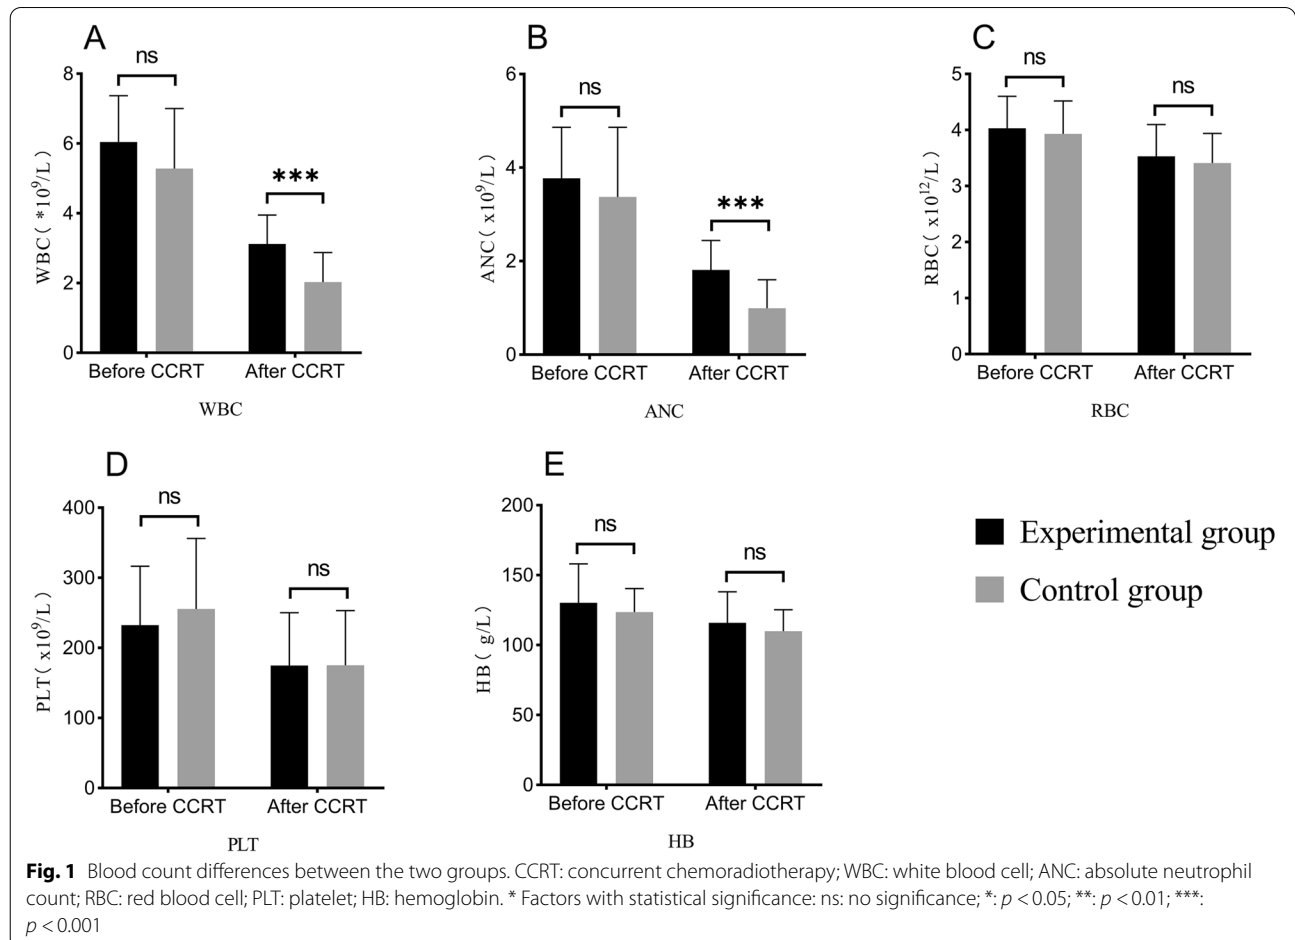 A
ns
***
8
6
4
2
0
WBC ( *10⁹/L )
Before CCRT
After CCRT
WBC
B
ns
***
6
4
2
0
ANC ( x10⁹/L )
Before CCRT
After CCRT
ANC
C
ns
ns
5
4
3
2
1
0
RBC ( x10¹²/L )
Before CCRT
After CCRT
RBC
D
ns
ns
400
300
200
100
0
PLT ( x10⁹/L )
Before CCRT
After CCRT
PLT
E
ns
ns
200
150
100
50
0
HB ( g/L )
Before CCRT
After CCRT
HB
Experimental group
Control group
Fig. 1 Blood count differences between the two groups. CCRT: concurrent chemoradiotherapy; WBC: white blood cell; ANC: absolute neutrophil
count; RBC: red blood cell; PLT: platelet; HB: hemoglobin. * Factors with statistical significance: ns: no significance; *: p < 0.05; **: p < 0.01; ***:
p < 0.001